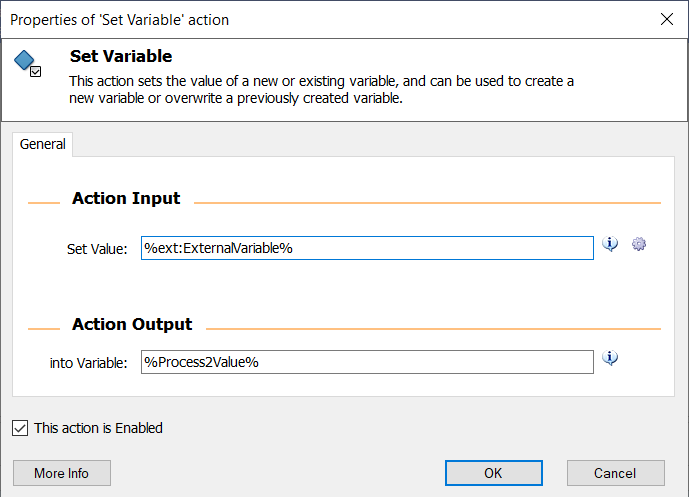 Properties of 'Set Variable' action
Set Variable
This action sets the value of a new or existing variable, and can be used to create a
new variable or overwrite a previously created variable.
General
Action Input
Set Value: %ext:ExternalVariable%
Action Output
into Variable: %Process2Value%
This action is Enabled
More Info OK Cancel